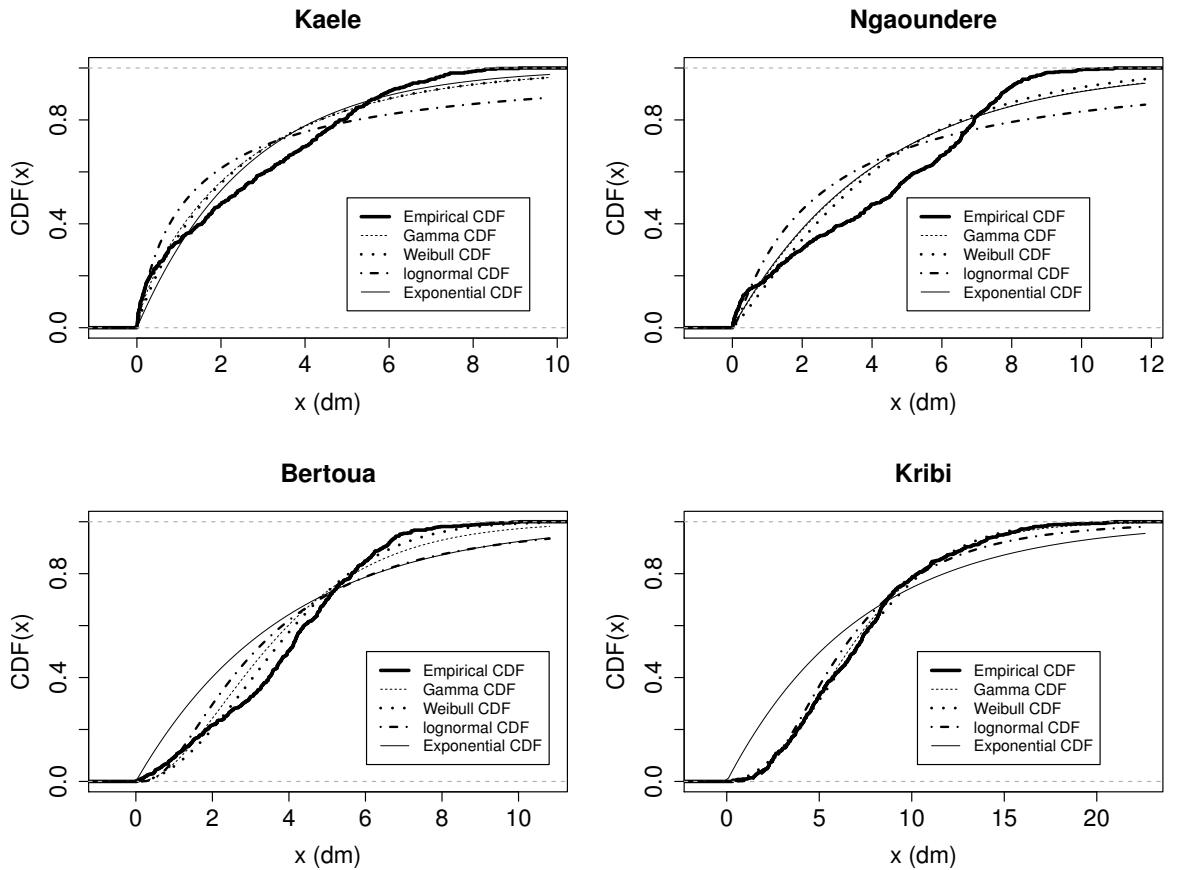 Kaele
CDF(x)
0.8
0.4
0.0
Empirical CDF
Gamma CDF
Weibull CDF
lognormal CDF
Exponential CDF
0 2 4 6 8 10
x (dm)
Ngaoundere
CDF(x)
0.8
0.4
0.0
Empirical CDF
Gamma CDF
Weibull CDF
lognormal CDF
Exponential CDF
0 2 4 6 8 10 12
x (dm)
Bertoua
CDF(x)
0.8
0.4
0.0
Empirical CDF
Gamma CDF
Weibull CDF
lognormal CDF
Exponential CDF
0 2 4 6 8 10
x (dm)
Kribi
CDF(x)
0.8
0.4
0.0
Empirical CDF
Gamma CDF
Weibull CDF
lognormal CDF
Exponential CDF
0 5 10 15 20
x (dm)